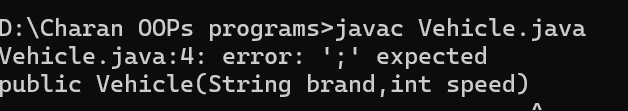 D:\Charan OOPs programs>javac Vehicle.java
Vehicle.java:4: error: ';' expected
public Vehicle(String brand,int speed)
^